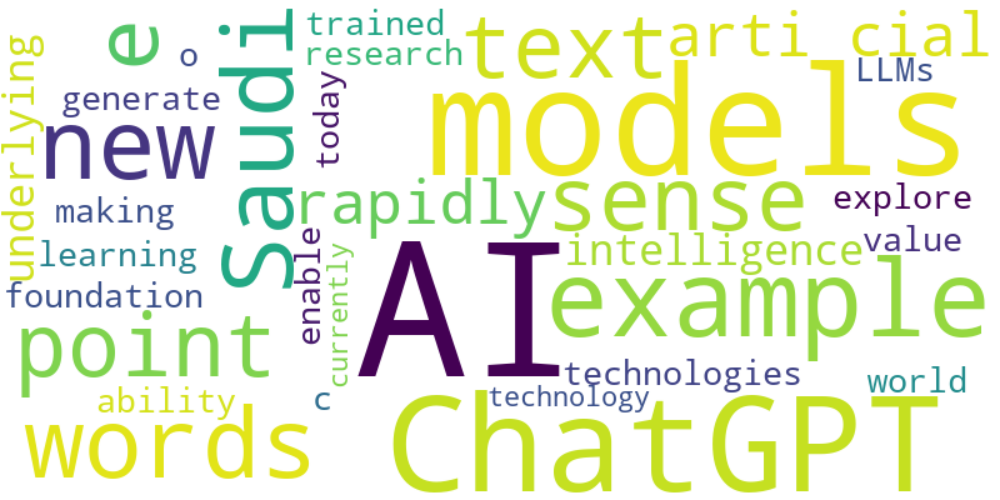 trained
e
Saudi
text
arti cial
o
research
LLMs
underlying
generate
today
models
new
rapidly
sense
explore
making
enable
intelligence
value
learning
currently
AI
example
foundation
point
technologies
world
ability
c
technology
words
ChatGPT